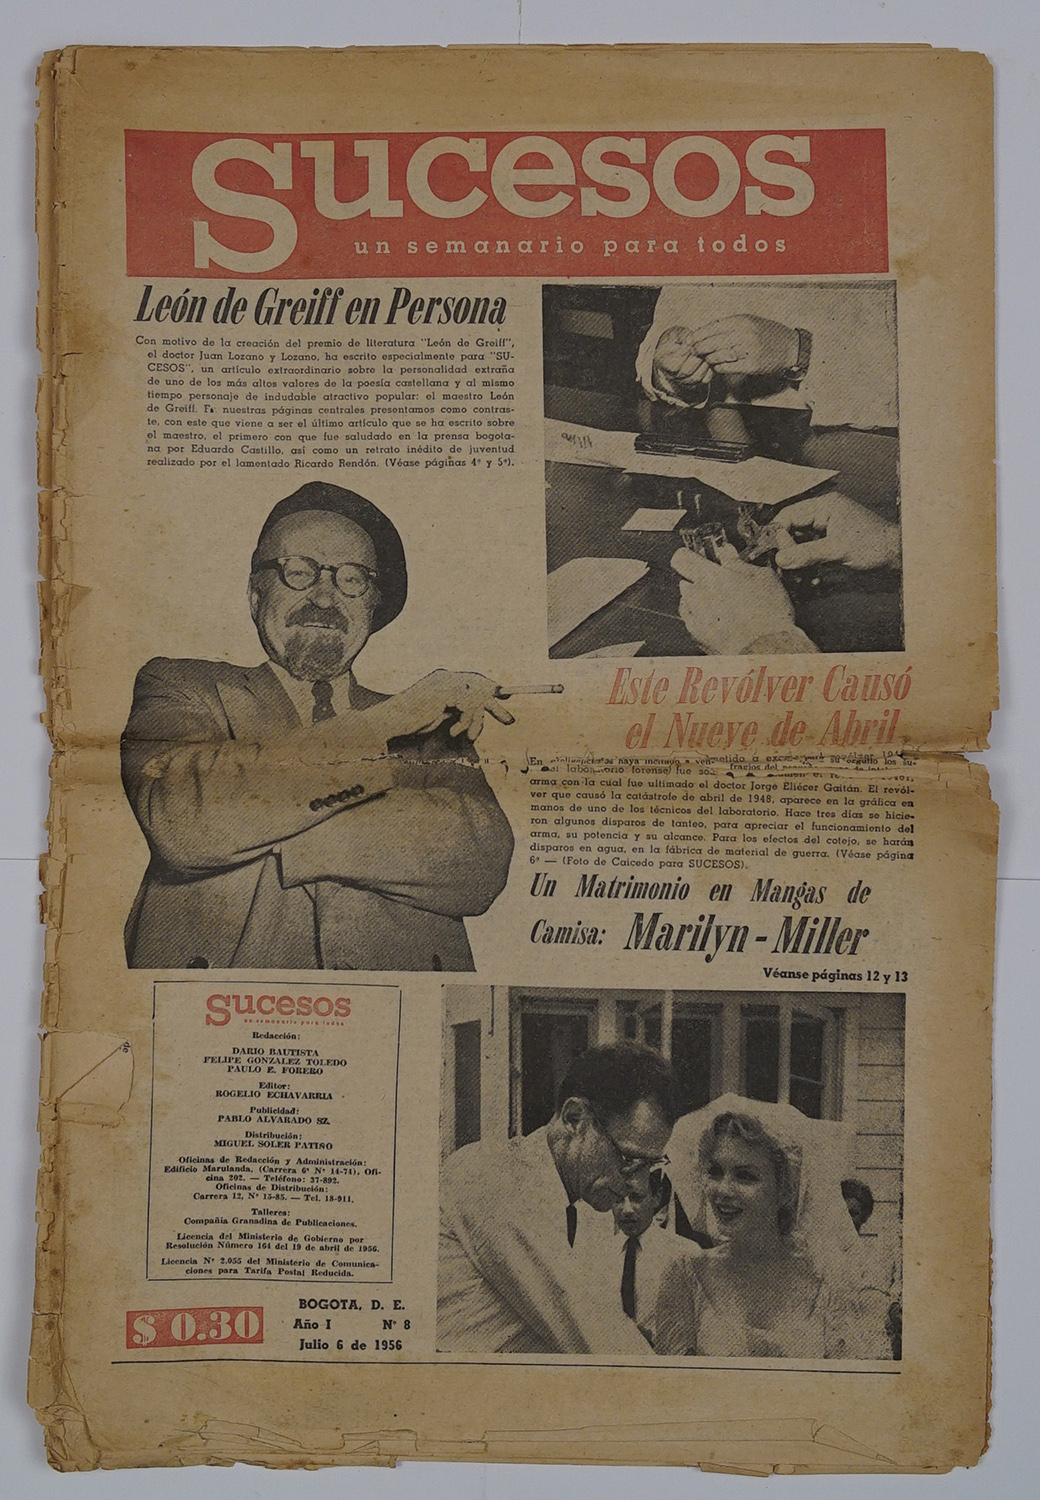 Sucesos
un semanario para todos
León de Greiff en Persona
Con motivo de la creación del premio de literatura "León de Greiff",
el doctor Juan Lozano y Lozano, ha escrito especialmente para "SU-
CESOS", un artículo extraordinario sobre la personalidad extraña
de uno de los más altos valores de la poesía castellana y al mismo
tiempo personaje de indudable atractivo popular: el maestro León
de Greiff. nuestras páginas centrales presentamos como contras-
te, con este que viene a ser el último artículo que se ha escrito sobre
el maestro, el primero con que fue saludado en la prensa bogota-
na por Eduardo Castillo, así como un retrato inédito de juventud
realizado por el lamentado Ricardo Rendón. (Véase páginas 4ª y 5ª).
Este Revólver Causó
el Nueve de Abril
En
laboratorio forense fue
arma con la cual fue ultimado el doctor Jorge Eliécer Gaitán. El revól-
ver que causó la catástrofe de abril de 1948, aparece en la gráfica en
manos de uno de los técnicos del laboratorio. Hace tres días se hicie-
ron algunos disparos de tanteo, para apreciar el funcionamiento del
arma, su potencia y su alcance. Para los efectos del cotejo, se harán
disparos en agua, en la fábrica de material de guerra. (Véase página
6ª — (Foto de Caicedo para SUCESOS).
Un Matrimonio en Mangas de
Camisa: Marilyn - Miller
Véanse páginas 12 y 13
Sucesos
un semanario para todos
Redacción:
DARIO BAUTISTA
FELIPE GONZALEZ TOLEDO
PAULO E. FORERO
Editor:
ROGELIO ECHAVARRIA
Publicidad:
PABLO ALVARADO SZ.
Distribución:
MIGUEL SOLER PATIÑO
Oficinas de Redacción y Administración:
Edificio Marulanda, (Carrera 6ª Nº 14-74), Ofi-
cina 202. — Teléfono: 37-892.
Oficinas de Distribución:
Carrera 12, Nº 15-85. — Tel. 18-911.
Talleres:
Compañía Granadina de Publicaciones.
Licencia del Ministerio de Gobierno por
Resolución Número 164 del 19 de abril de 1956.
Licencia Nº 2.055 del Ministerio de Comunica-
ciones para Tarifa Postal Reducida.
$ 0.30
BOGOTA, D. E.
Año I Nº 8
Julio 6 de 1956